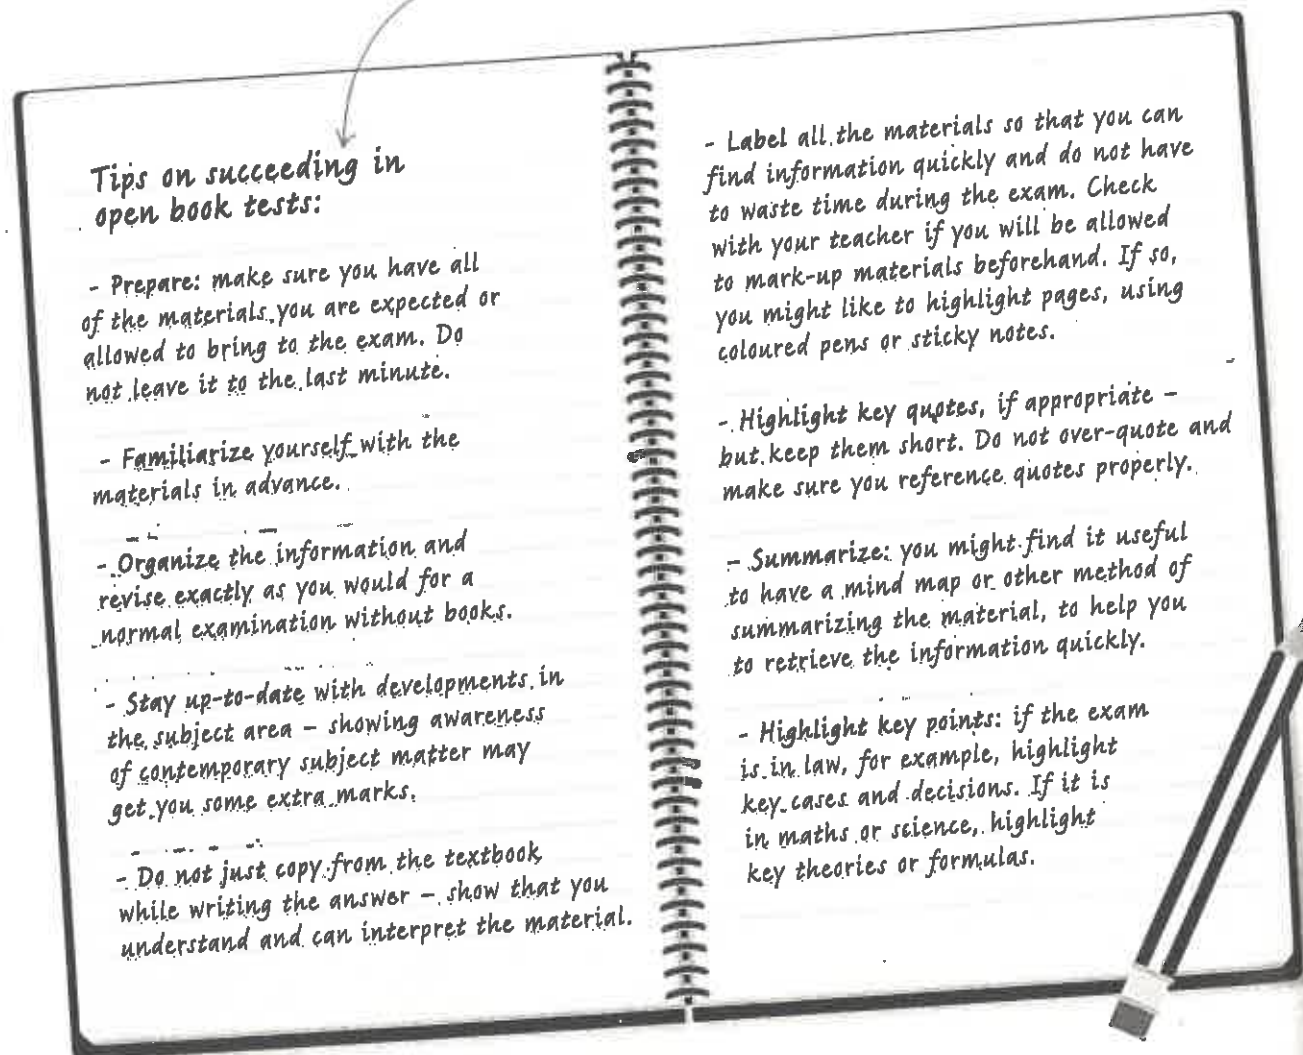 Tips on succeeding in
open book tests:
- Prepare: make sure you have all
of the materials you are expected or
allowed to bring to the exam. Do
not leave it to the last minute.
- Familiarize yourself with the
materials in advance.
- Organize the information and
revise exactly as you would for a
normal examination without books.
- Stay up-to-date with developments in
the subject area – showing awareness
of contemporary subject matter may
get you some extra marks.
- Do not just copy from the textbook
while writing the answer – show that you
understand and can interpret the material.
- Label all the materials so that you can
find information quickly and do not have
to waste time during the exam. Check
with your teacher if you will be allowed
to mark-up materials beforehand. If so,
you might like to highlight pages, using
coloured pens or sticky notes.
- Highlight key quotes, if appropriate –
but keep them short. Do not over-quote and
make sure you reference quotes properly.
- Summarize: you might find it useful
to have a mind map or other method of
summarizing the material, to help you
to retrieve the information quickly.
- Highlight key points: if the exam
is in law, for example, highlight
key cases and decisions. If it is
in maths or science, highlight
key theories or formulas.